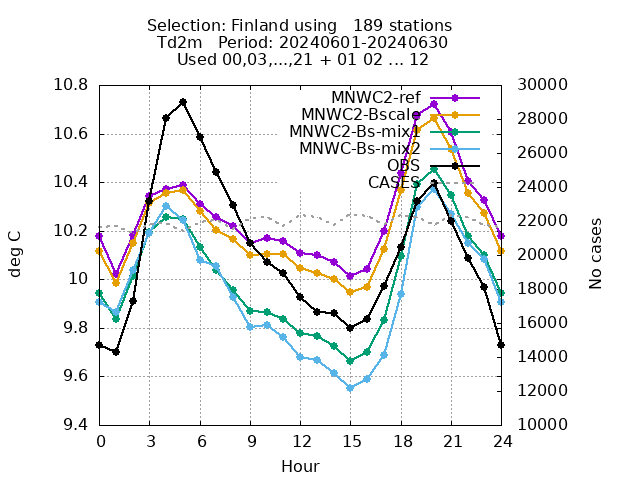 Selection: Finland using   189 stations
Td2m   Period: 20240601-20240630
Used 00,03,...,21 + 01 02 ... 12
MNWC2-ref
MNWC2-Bscale
MNWC2-Bs-mix1
MNWC-Bs-mix2
OBS
CASES
10.8
10.6
10.4
10.2
10
9.8
9.6
9.4
deg C
30000
28000
26000
24000
22000
20000
18000
16000
14000
12000
10000
No cases
0 3 6 9 12 15 18 21 24
Hour